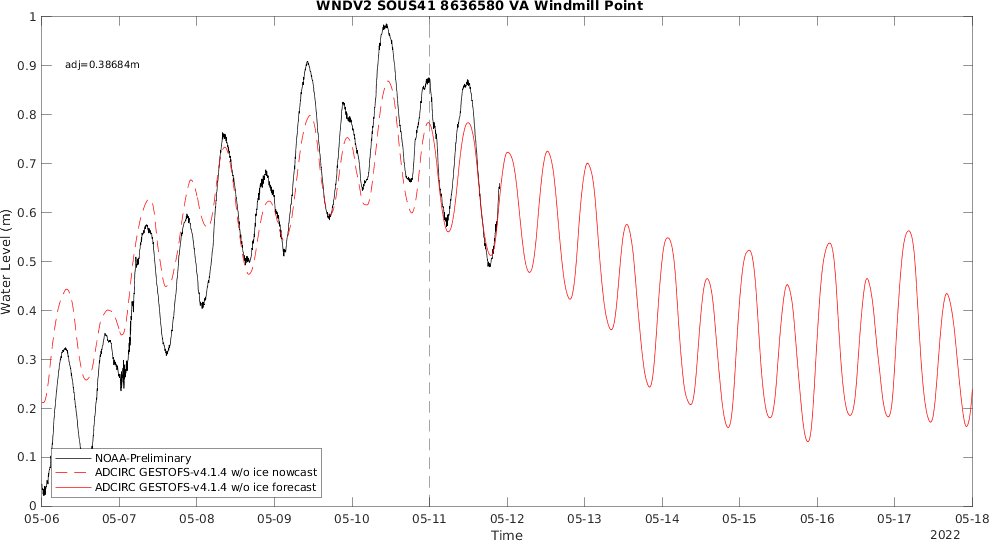 WNDV2 SOUS41 8636580 VA Windmill Point
1
0.9
0.8
0.7
0.6
0.5
0.4
0.3
0.2
0.1
0
Water Level (m)
adj=0.38684m
NOAA-Preliminary
ADCIRC GESTOFS-v4.1.4 w/o ice nowcast
ADCIRC GESTOFS-v4.1.4 w/o ice forecast
05-06 05-07 05-08 05-09 05-10 05-11 05-12 05-13 05-14 05-15 05-16 05-17 05-18
Time
2022